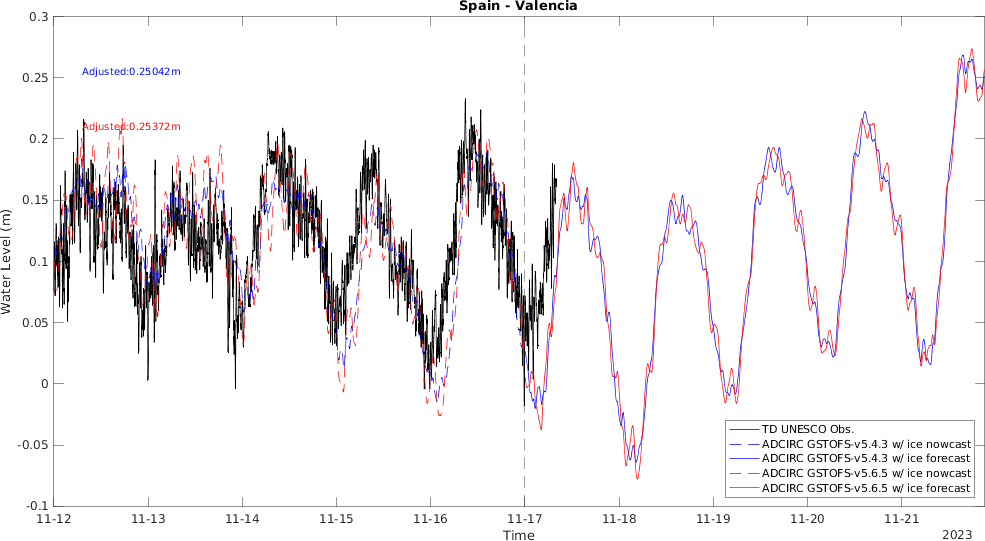 Spain - Valencia
0.3
0.25
0.2
0.15
0.1
0.05
0
-0.05
-0.1
Water Level (m)
Adjusted:0.25042m
Adjusted:0.25372m
TD UNESCO Obs.
ADCIRC GSTOFS-v5.4.3 w/ ice nowcast
ADCIRC GSTOFS-v5.4.3 w/ ice forecast
ADCIRC GSTOFS-v5.6.5 w/ ice nowcast
ADCIRC GSTOFS-v5.6.5 w/ ice forecast
11-12 11-13 11-14 11-15 11-16 11-17 11-18 11-19 11-20 11-21
Time
2023